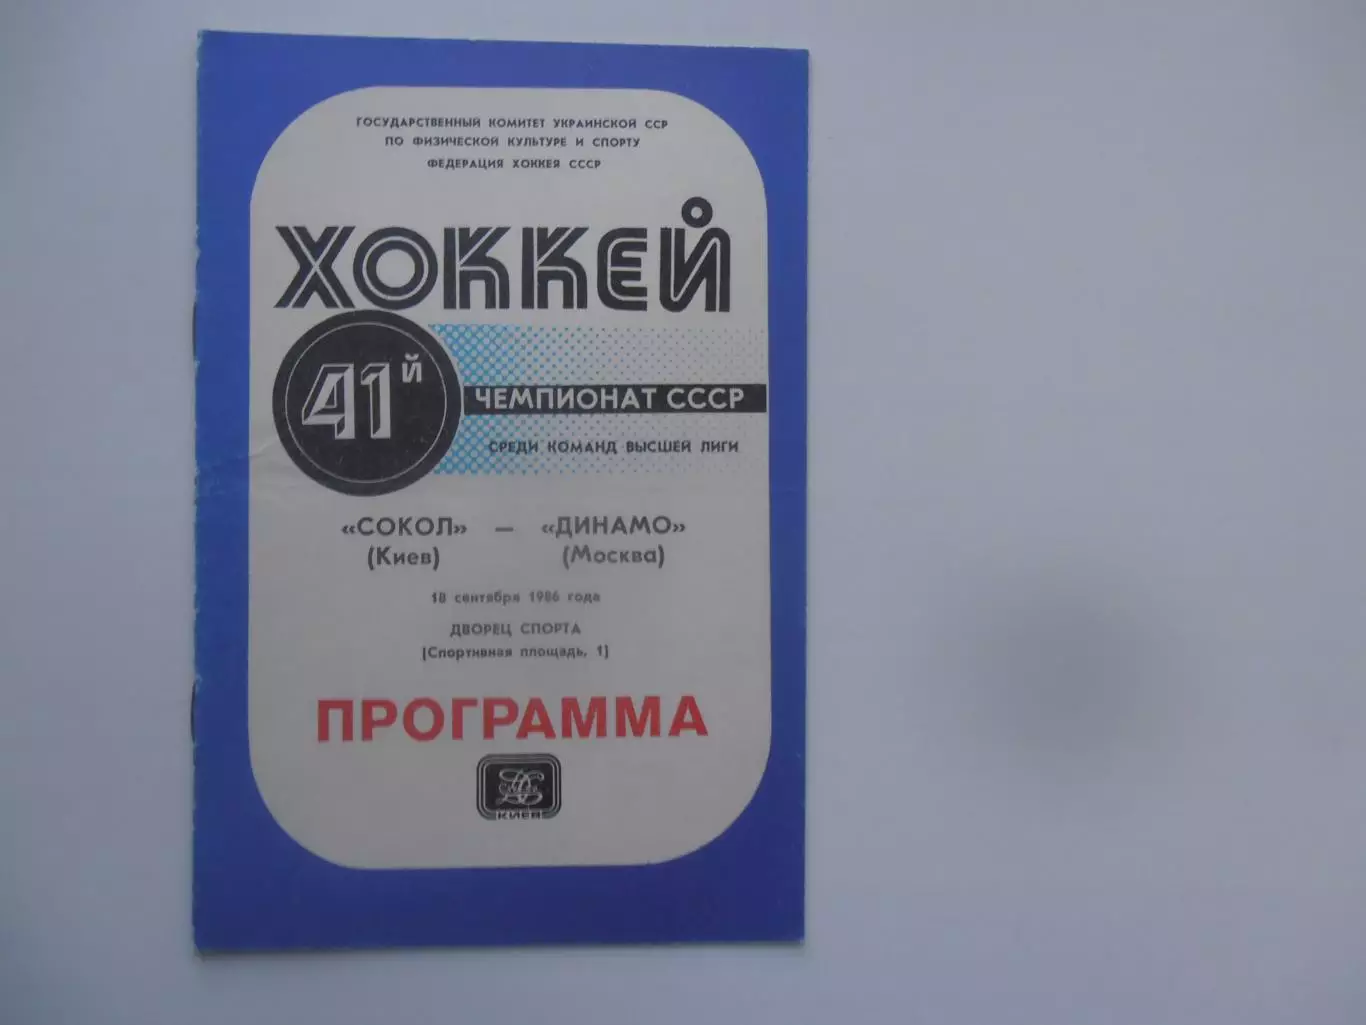 ГОСУДАРСТВЕННЫЙ КОМИТЕТ УКРАИНСКОЙ ССР
ПО ФИЗИЧЕСКОЙ КУЛЬТУРЕ И СПОРТУ
ФЕДЕРАЦИЯ ХОККЕЯ СССР
ХОККЕЙ
41Й
ЧЕМПИОНАТ СССР
СРЕДИ КОМАНД ВЫСШЕЙ ЛИГИ
«СОКОЛ» — «ДИНАМО»
(Киев) (Москва)
18 сентября 1986 года
ДВОРЕЦ СПОРТА
(Спортивная площадь, 1)
ПРОГРАММА
КИЕВ